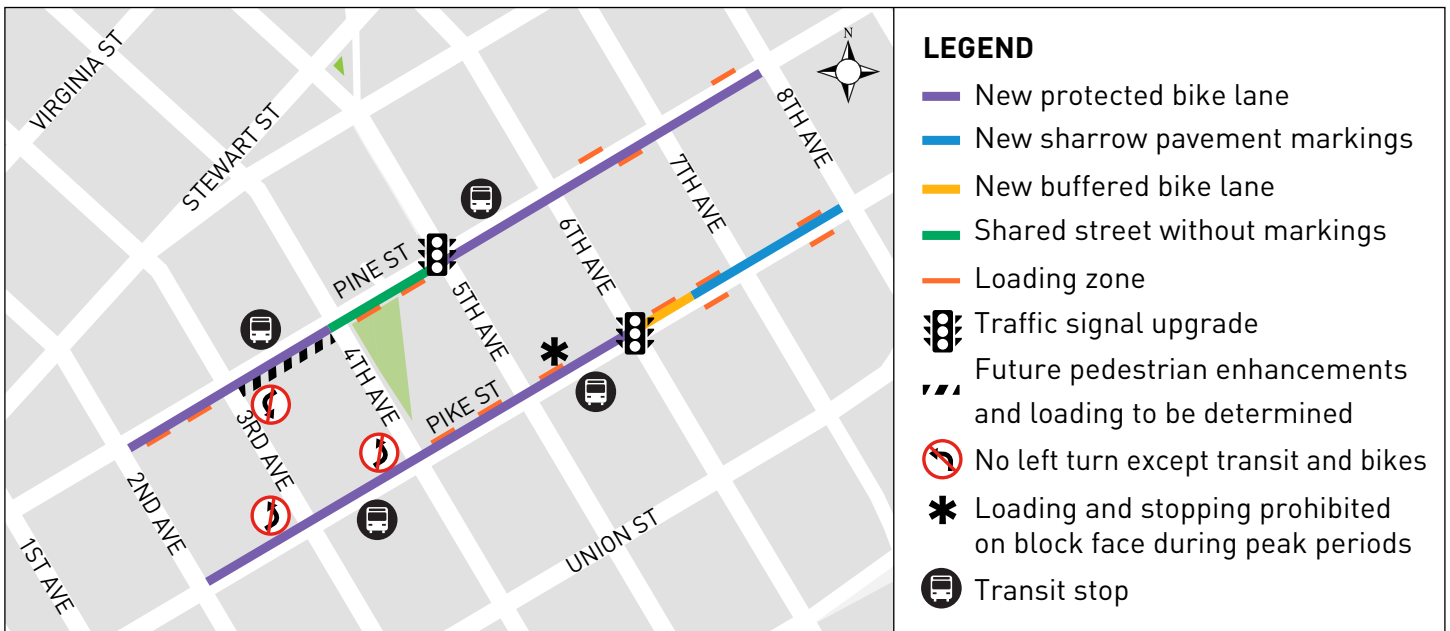 VIRGINIA ST
STEWART ST
PINE ST
PIKE ST
UNION ST
1ST AVE
2ND AVE
3RD AVE
4TH AVE
5TH AVE
6TH AVE
7TH AVE
8TH AVE
N
LEGEND
New protected bike lane
New sharrow pavement markings
New buffered bike lane
Shared street without markings
Loading zone
Traffic signal upgrade
Future pedestrian enhancements
and loading to be determined
No left turn except transit and bikes
Loading and stopping prohibited
on block face during peak periods
Transit stop